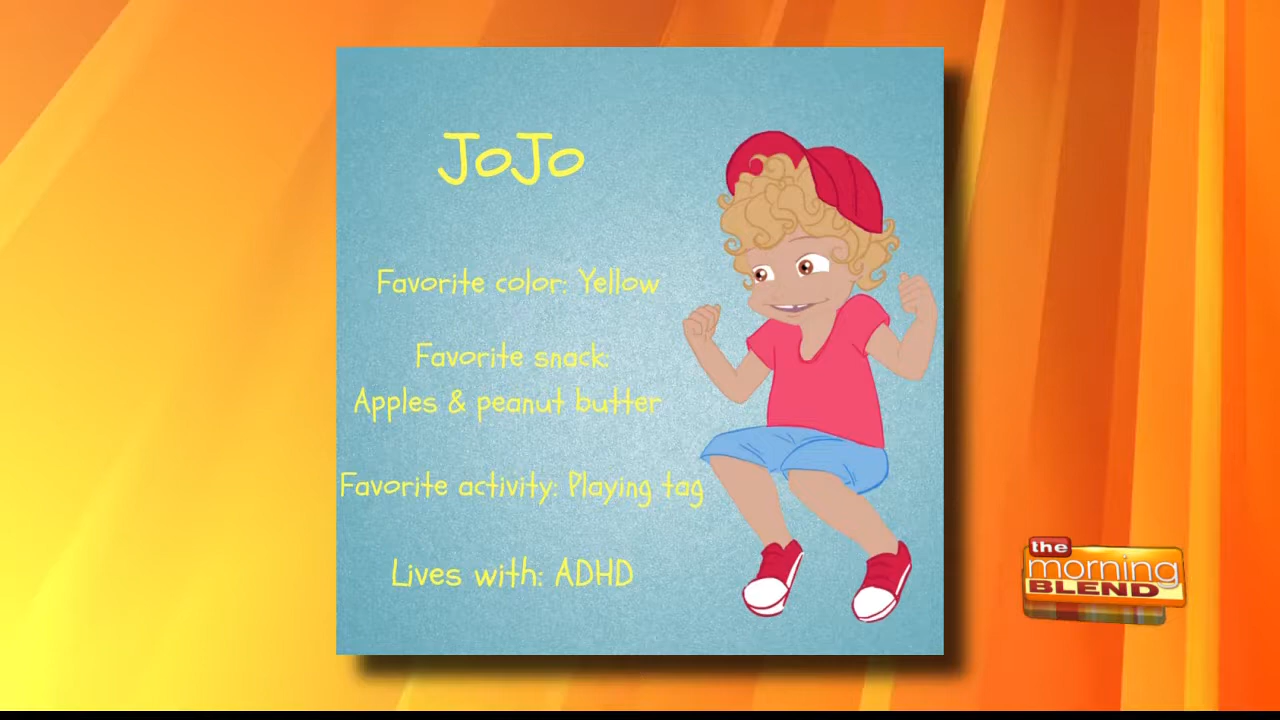 JoJo
Favorite color: Yellow
Favorite snack:
Apples & peanut butter
Favorite activity: Playing tag
Lives with: ADHD
the
morning
BLEND